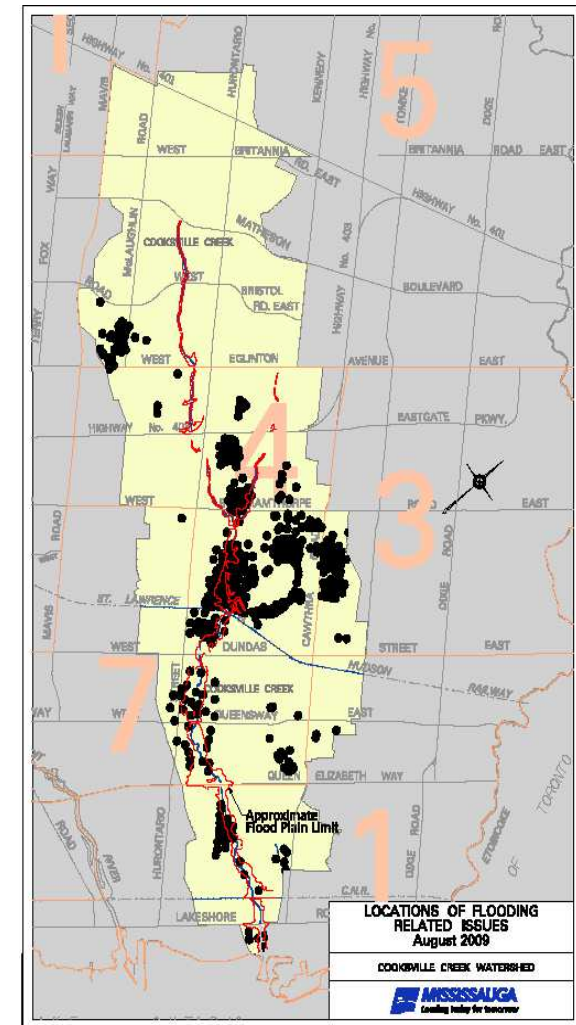 HIGHWAY No. 401
MAVIS
ROAD
HURONTARIO
KENNEDY
HIGHWAY No.
TOMKE
DIXIE
RO
5
WAY
WEST
BRITANNIA
RD. EAST
BRITANNIA ROAD EAST
HIGHWAY No. 401
FOX
McLAUGHLIN
COOKSVILLE CREEK
MATHESON
HIGHWAY No. 403
WEST
ROAD
BRISTOL
RD. EAST
BOULEVARD
WEST
EGLINTON
AVENUE
EAST
HIGHWAY No. 403
4
EASTGATE PKWY.
WEST
3
EAST
ROAD
MAVIS
DIXIE ROAD
ST. LAWRENCE
CAWTHRA
WEST
DUNDAS
STREET
EAST
HUDSON
RAILWAY
7
COOKSVILLE CREEK
QUEENSWAY
EAST
QUEEN ELIZABETH WAY
Approximate
Flood Plain Limit
1
HURONTARIO
ROAD
RIVER
DIXIE ROAD
ETOBICOKE
OF
TORONTO
C.N.R.
LAKESHORE
LOCATIONS OF FLOODING
RELATED ISSUES
August 2009
COOKSVILLE CREEK WATERSHED
MISSISSAUGA
Leading today for tomorrow